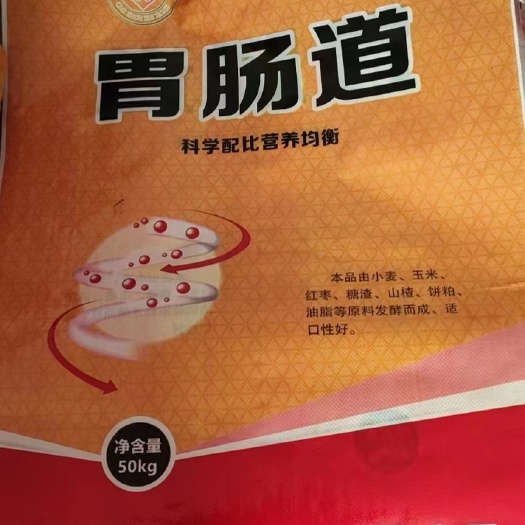 胃肠道
科学配比营养均衡
本品由小麦、玉米、
红枣、糖渣、山楂、饼粕、
油脂等原料发酵而成、适
口性好。
净含量
50kg